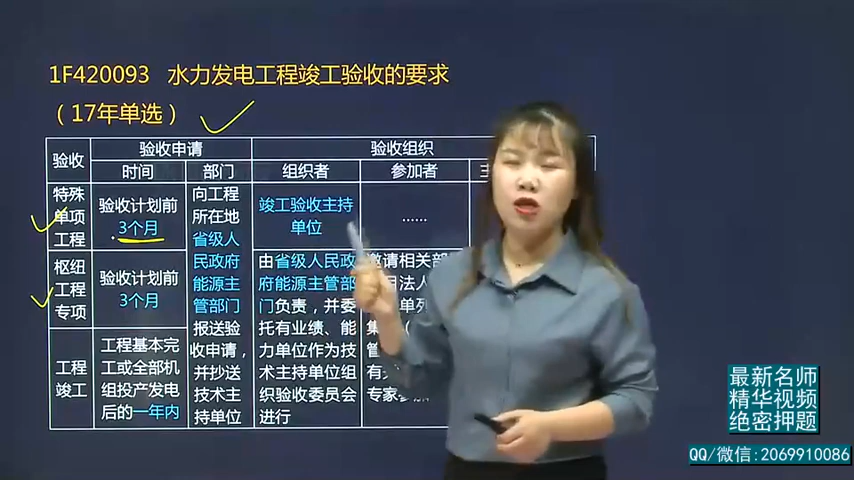 1F420093 水力发电工程竣工验收的要求
（17年单选）
验收
验收申请
验收组织
时间
部门
组织者
参加者
特殊
单项
工程
验收计划前
3个月
向工程
所在地
省级人
民政府
能源主
管部门
报送验
收申请，
并抄送
技术主
持单位
竣工验收主持
单位
……
枢纽
工程
专项
验收计划前
3个月
由省级人民政
府能源主管部
门负责，并委
托有业绩、能
力单位作为技
术主持单位组
织验收委员会
进行
邀请相关部
工程
竣工
工程基本完
工或全部机
组投产发电
后的一年内
最新名师
精华视频
绝密押题
QQ/微信:2069910086